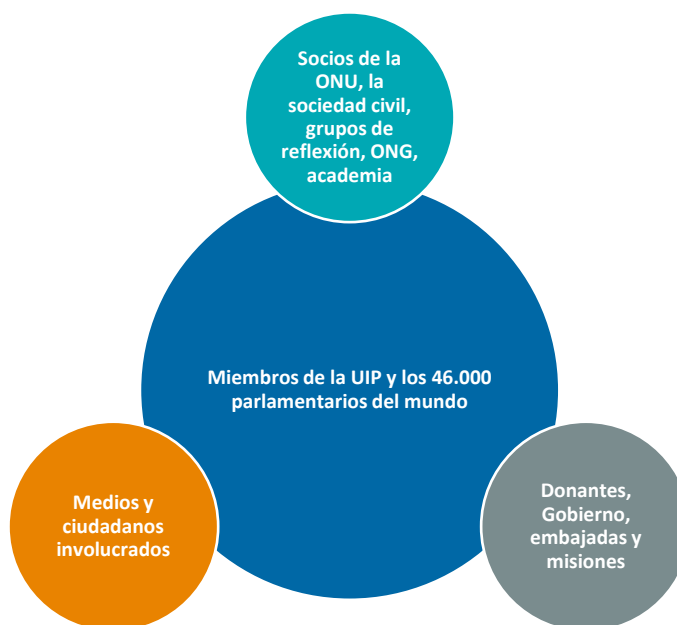 Socios de la
ONU, la
sociedad civil,
grupos de
reflexión, ONG,
academia
Miembros de la UIP y los 46.000
parlamentarios del mundo
Medios y
ciudadanos
involucrados
Donantes,
Gobierno,
embajadas y
misiones